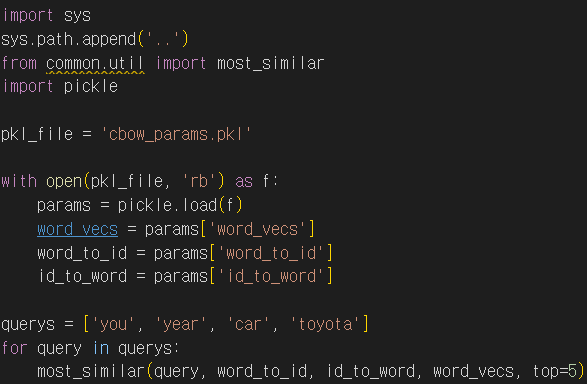 import sys
sys.path.append('..')
from common.util import most_similar
import pickle
pkl_file = 'cbow_params.pkl'
with open(pkl_file, 'rb') as f:
    params = pickle.load(f)
    word_vecs = params['word_vecs']
    word_to_id = params['word_to_id']
    id_to_word = params['id_to_word']
querys = ['you', 'year', 'car', 'toyota']
for query in querys:
    most_similar(query, word_to_id, id_to_word, word_vecs, top=5)